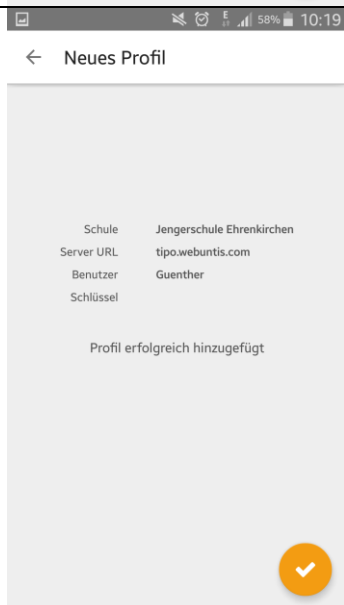 58% 10:19
Neues Profil
Schule Jengerschule Ehrenkirchen
Server URL tipo.webuntis.com
Benutzer Guenther
Schlüssel
Profil erfolgreich hinzugefügt